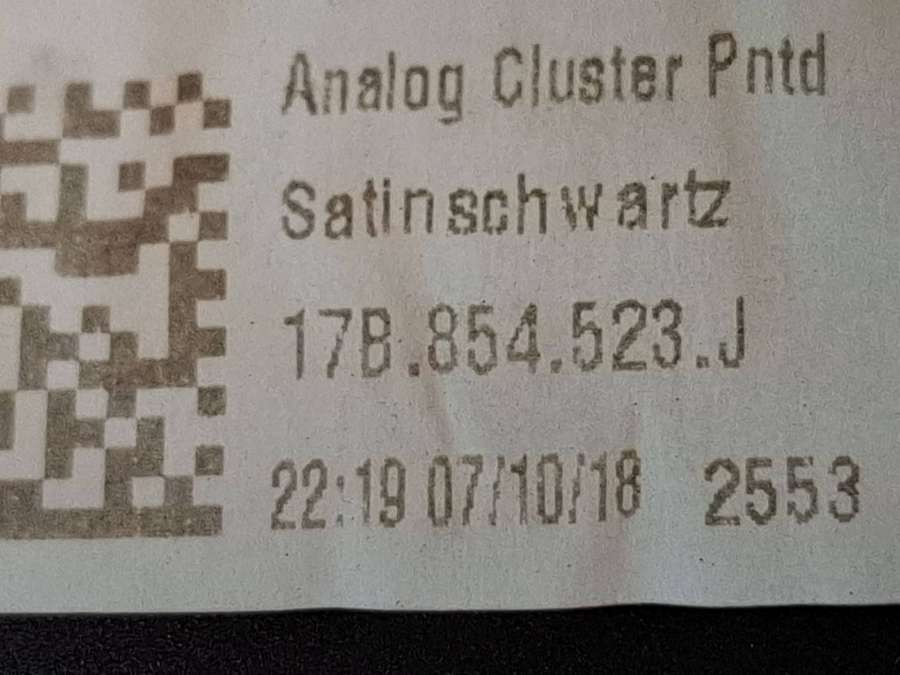 Analog Cluster Pntd
Satinschwartz
17B.854.523.J
22:19 07/10/18 2553